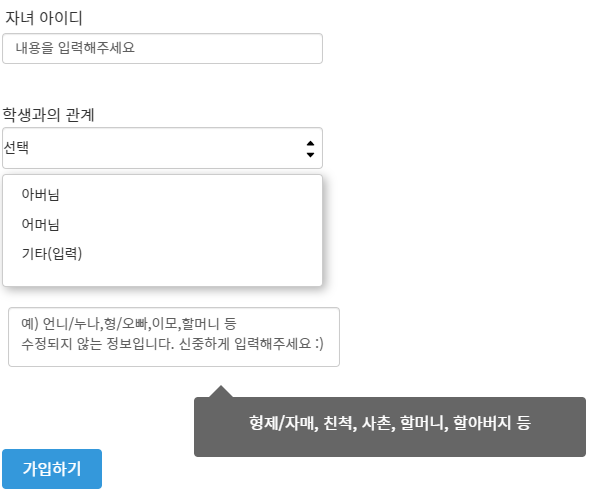 자녀 아이디
내용을 입력해주세요
학생과의 관계
선택
아버님
어머님
기타(입력)
예) 언니/누나,형/오빠,이모,할머니 등
수정되지 않는 정보입니다. 신중하게 입력해주세요 :)
형제/자매, 친척, 사촌, 할머니, 할아버지 등
가입하기